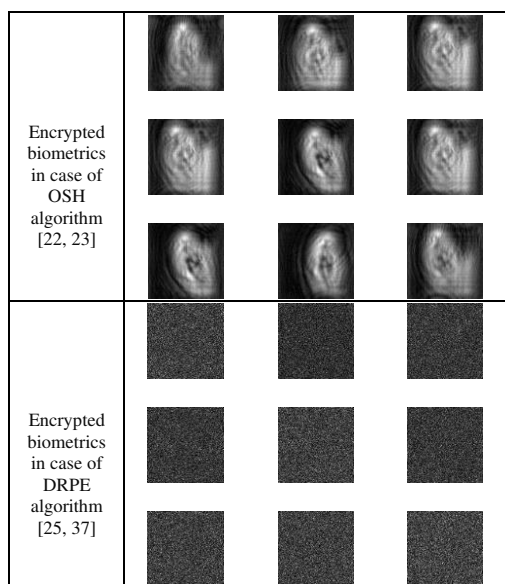 Encrypted
biometrics
in case of
OSH
algorithm
[22, 23]
Encrypted
biometrics
in case of
DRPE
algorithm
[25, 37]